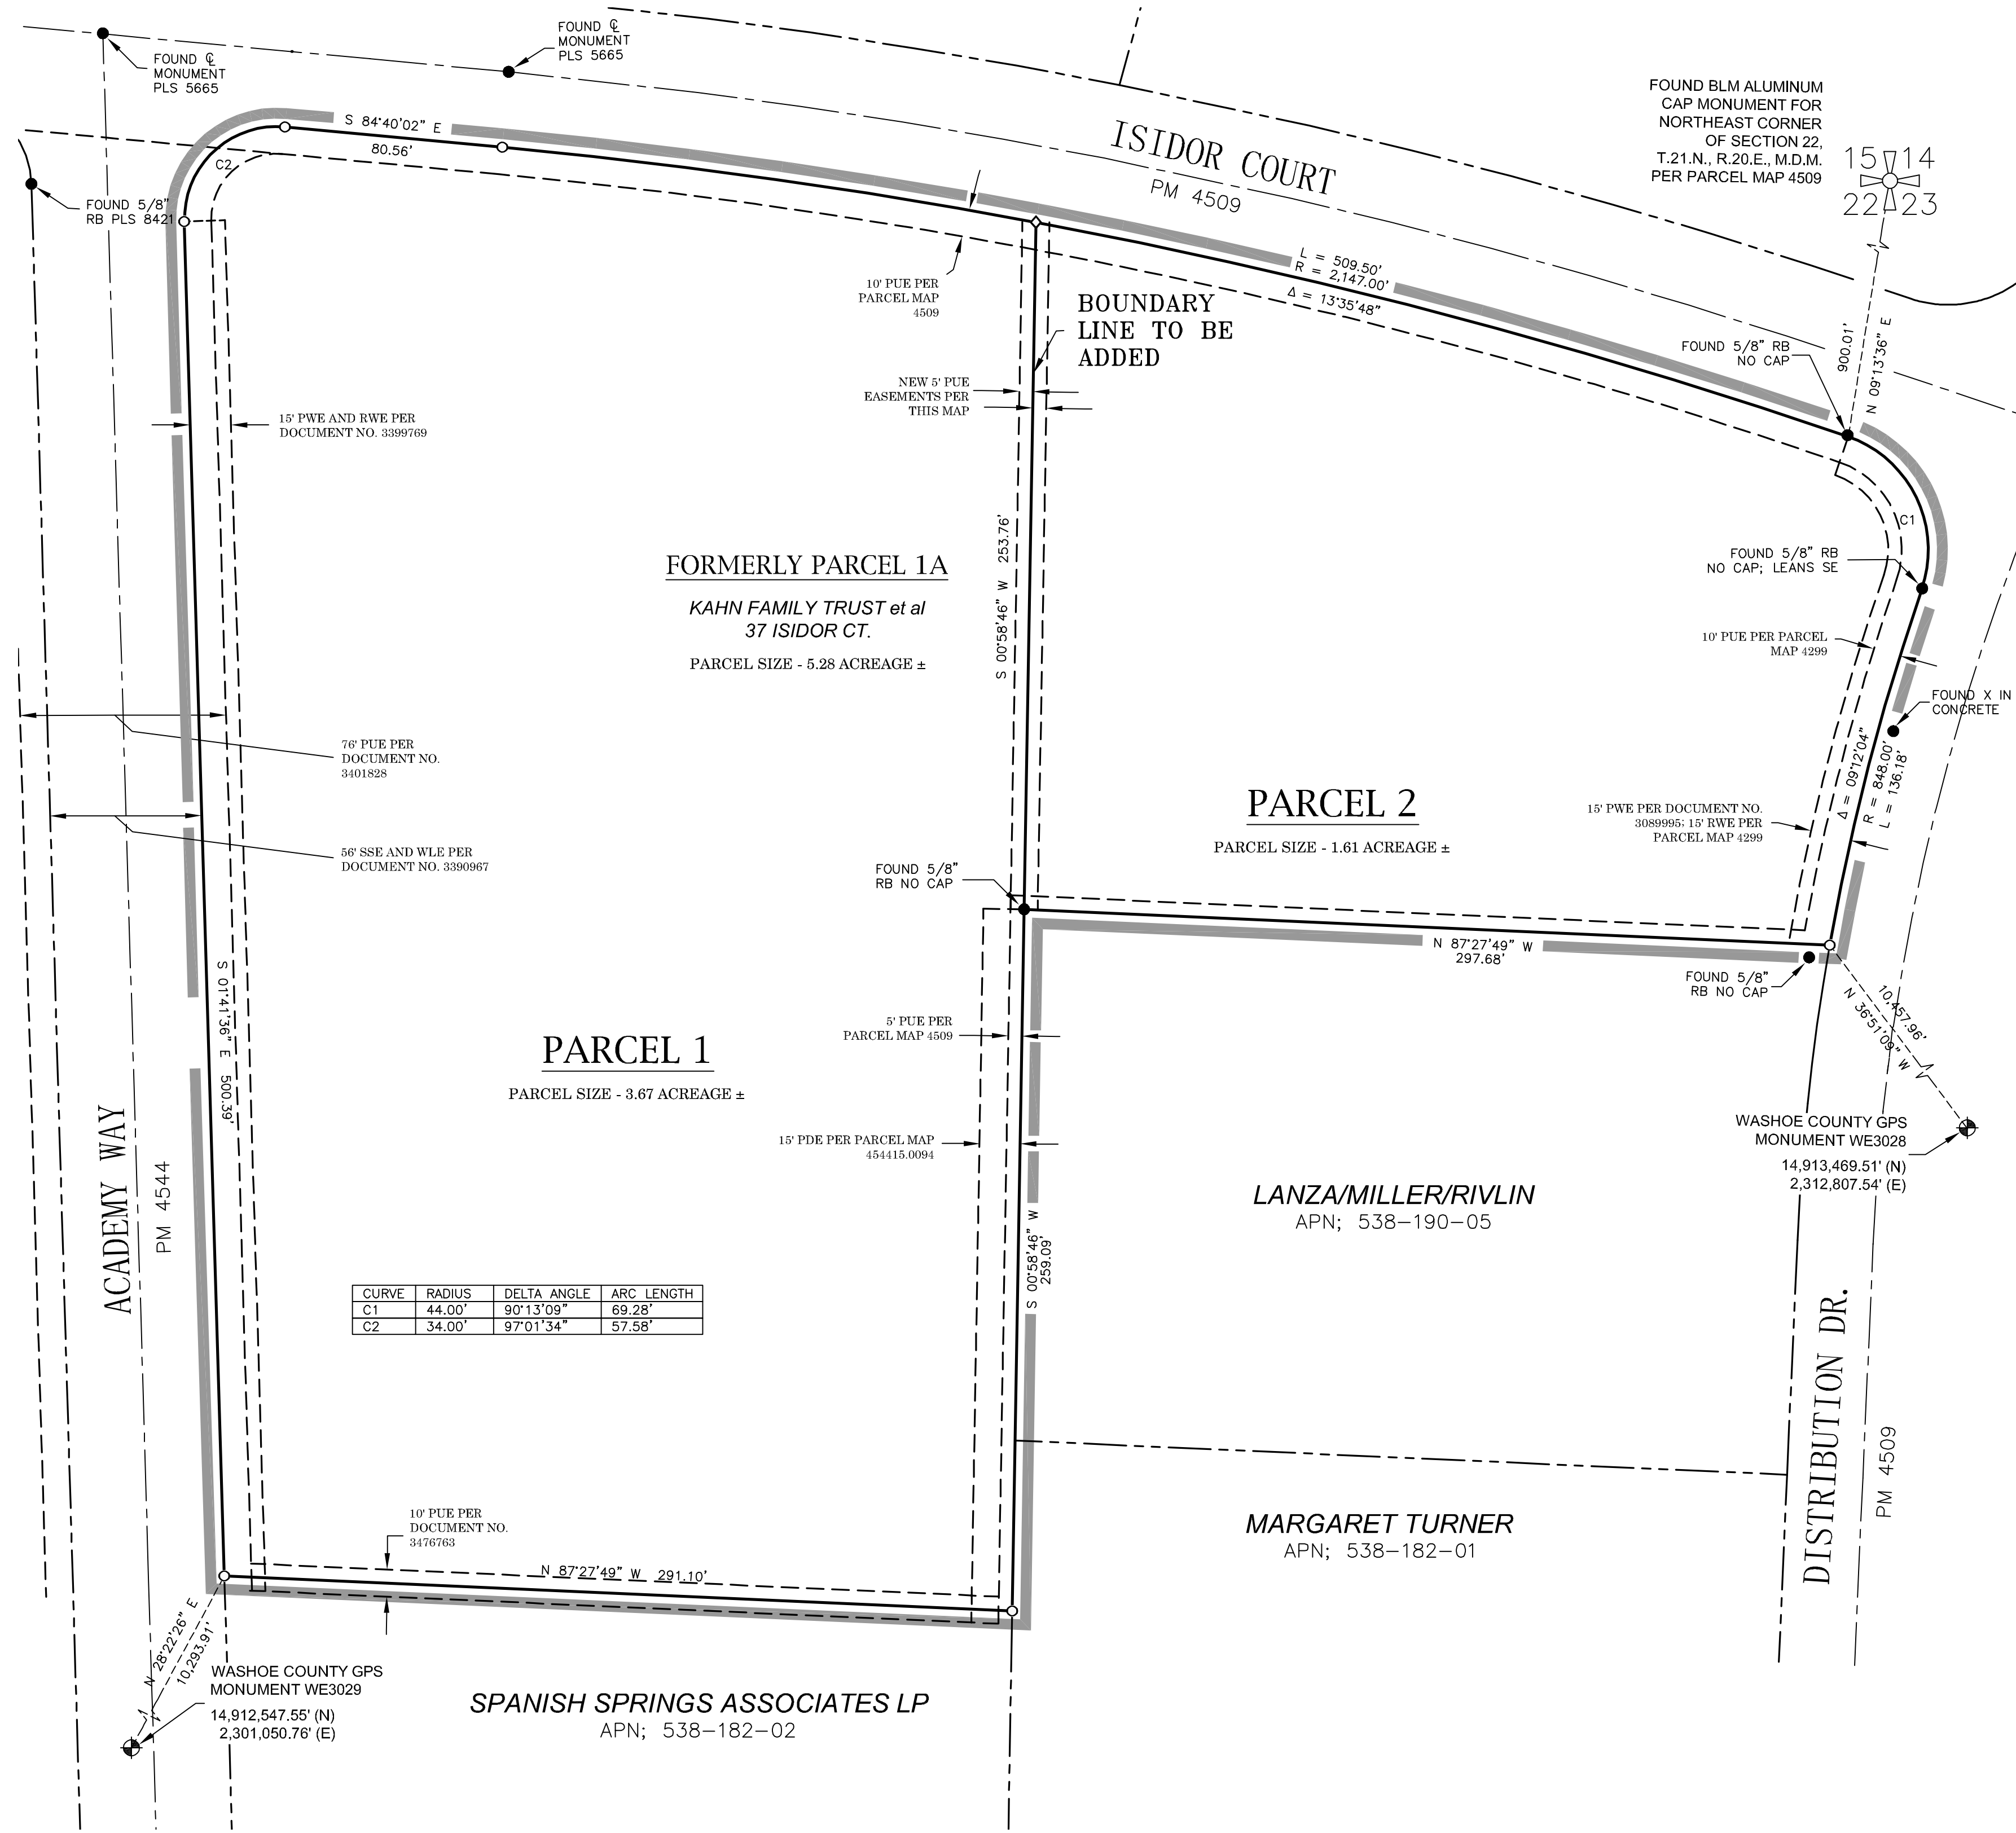 FOUND ℄
MONUMENT
PLS 5665
FOUND ℄
MONUMENT
PLS 5665
FOUND BLM ALUMINUM
CAP MONUMENT FOR
NORTHEAST CORNER
OF SECTION 22,
T.21.N., R.20.E., M.D.M.
PER PARCEL MAP 4509
15 14
22 23
S 84°40'02" E
80.56'
C2
FOUND 5/8"
RB PLS 8421
ISIDOR COURT
PM 4509
10' PUE PER
PARCEL MAP
4509
L = 509.50'
R = 2,147.00'
Δ = 13°35'48"
BOUNDARY
LINE TO BE
ADDED
900.01'
N 09°13'36" E
FOUND 5/8" RB
NO CAP
NEW 5' PUE
EASEMENTS PER
THIS MAP
15' PWE AND RWE PER
DOCUMENT NO. 3399769
C1
FOUND 5/8" RB
NO CAP; LEANS SE
FORMERLY PARCEL 1A
KAHN FAMILY TRUST et al
37 ISIDOR CT.
PARCEL SIZE - 5.28 ACREAGE ±
S 00°58'46" W 253.76'
10' PUE PER PARCEL
MAP 4299
FOUND X IN
CONCRETE
76' PUE PER
DOCUMENT NO.
3401828
PARCEL 2
PARCEL SIZE - 1.61 ACREAGE ±
Δ = 09°12'04"
R = 848.00'
L = 136.18'
15' PWE PER DOCUMENT NO.
3089995; 15' RWE PER
PARCEL MAP 4299
56' SSE AND WLE PER
DOCUMENT NO. 3390967
FOUND 5/8"
RB NO CAP
N 87°27'49" W
297.68'
FOUND 5/8"
RB NO CAP
S 01°41'36" E 500.39'
10,457.96'
N 36°51'09" W
5' PUE PER
PARCEL MAP 4509
PARCEL 1
PARCEL SIZE - 3.67 ACREAGE ±
15' PDE PER PARCEL MAP
454415.0094
WASHOE COUNTY GPS
MONUMENT WE3028
14,913,469.51' (N)
2,312,807.54' (E)
ACADEMY WAY
PM 4544
LANZA/MILLER/RIVLIN
APN; 538-190-05
S 00°58'46" W
259.09'
CURVE RADIUS DELTA ANGLE ARC LENGTH
C1 44.00' 90°13'09" 69.28'
C2 34.00' 97°01'34" 57.58'
DISTRIBUTION DR.
PM 4509
MARGARET TURNER
APN; 538-182-01
10' PUE PER
DOCUMENT NO.
3476763
N 87°27'49" W 291.10'
N 28°22'26" E
10,293.91'
WASHOE COUNTY GPS
MONUMENT WE3029
14,912,547.55' (N)
2,301,050.76' (E)
SPANISH SPRINGS ASSOCIATES LP
APN; 538-182-02